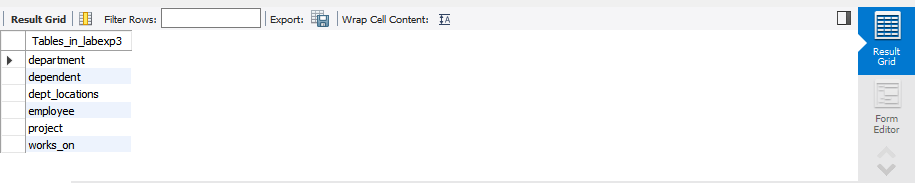 Result Grid Filter Rows: Export: Wrap Cell Content:
Tables_in_labexp3
department
dependent
dept_locations
employee
project
works_on
Result
Grid
Form
Editor